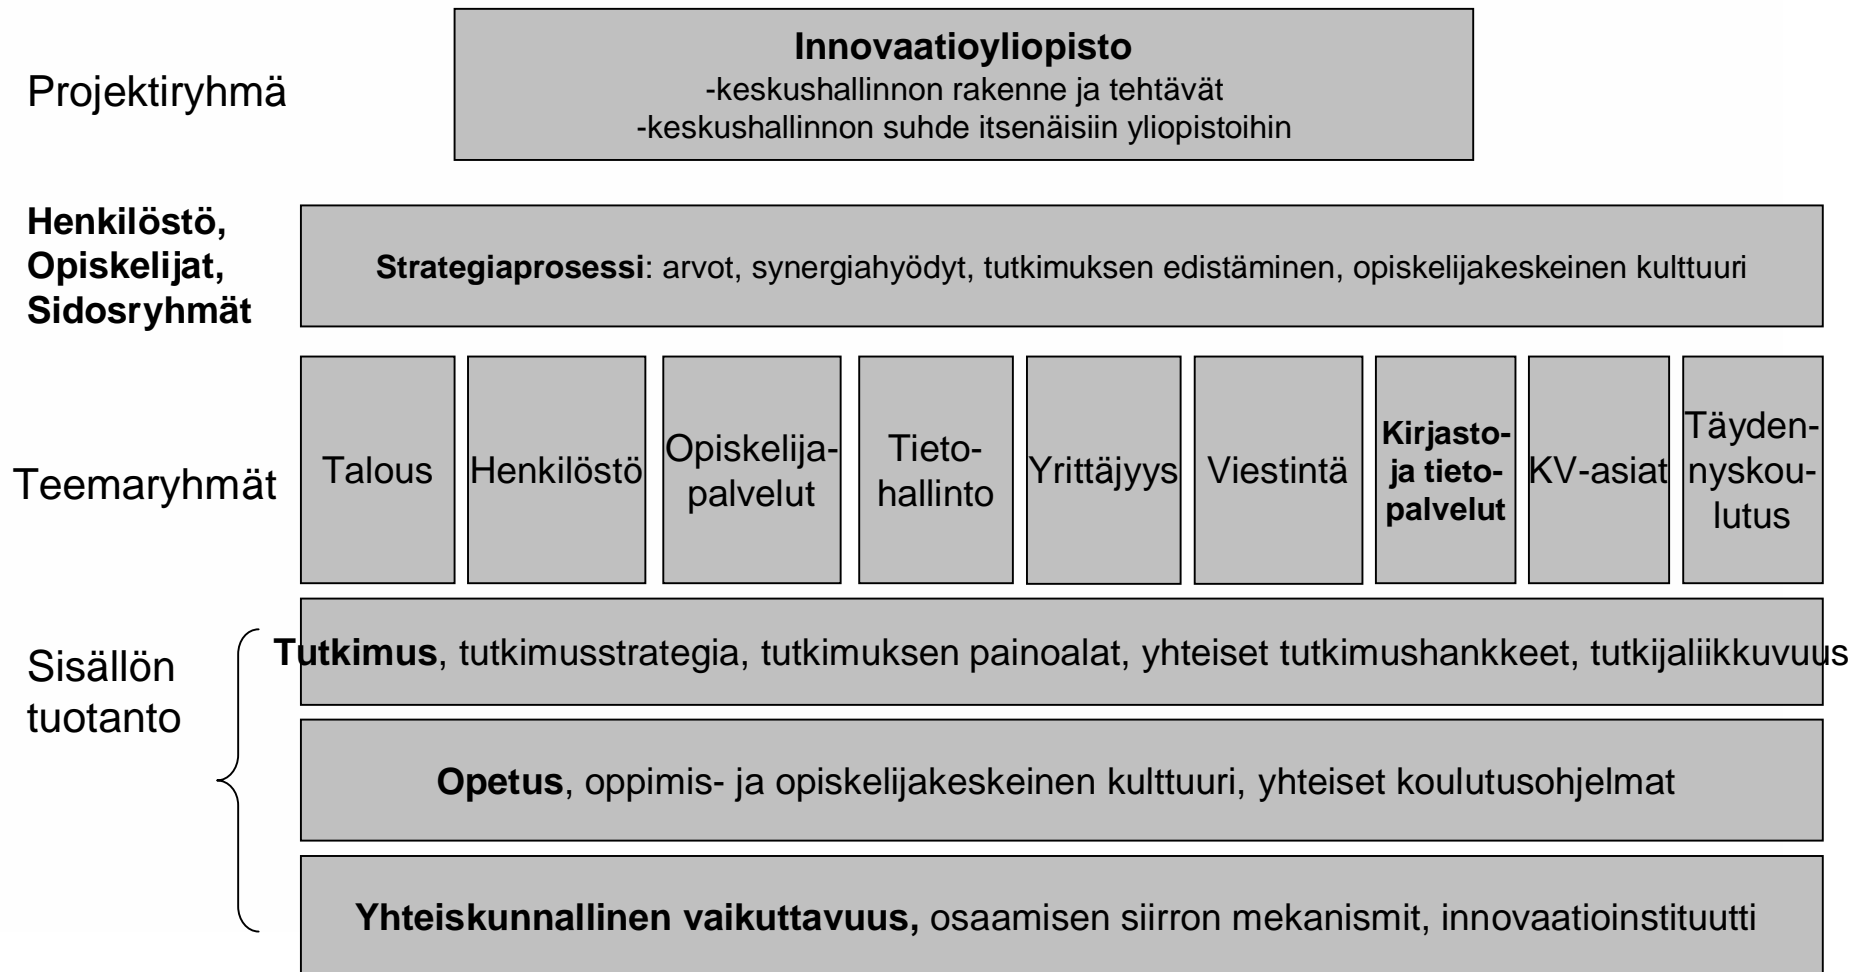 Projektiryhmä
Innovaatioyliopisto
-keskushallinnon rakenne ja tehtävät
-keskushallinnon suhde itsenäisiin yliopistoihin
Henkilöstö,
Opiskelijat,
Sidosryhmät
Strategiaprosessi: arvot, synergiahyödyt, tutkimuksen edistäminen, opiskelijakeskeinen kulttuuri
Teemaryhmät
Talous
Henkilöstö
Opiskelija-
palvelut
Tieto-
hallinto
Yrittäjyys
Viestintä
Kirjasto-
ja tieto-
palvelut
KV-asiat
Täyden-
nyskou-
lutus
Sisällön
tuotanto
Tutkimus, tutkimusstrategia, tutkimuksen painoalat, yhteiset tutkimushankkeet, tutkijaliikkuvuus
Opetus, oppimis- ja opiskelijakeskeinen kulttuuri, yhteiset koulutusohjelmat
Yhteiskunnallinen vaikuttavuus, osaamisen siirron mekanismit, innovaatioinstituutti